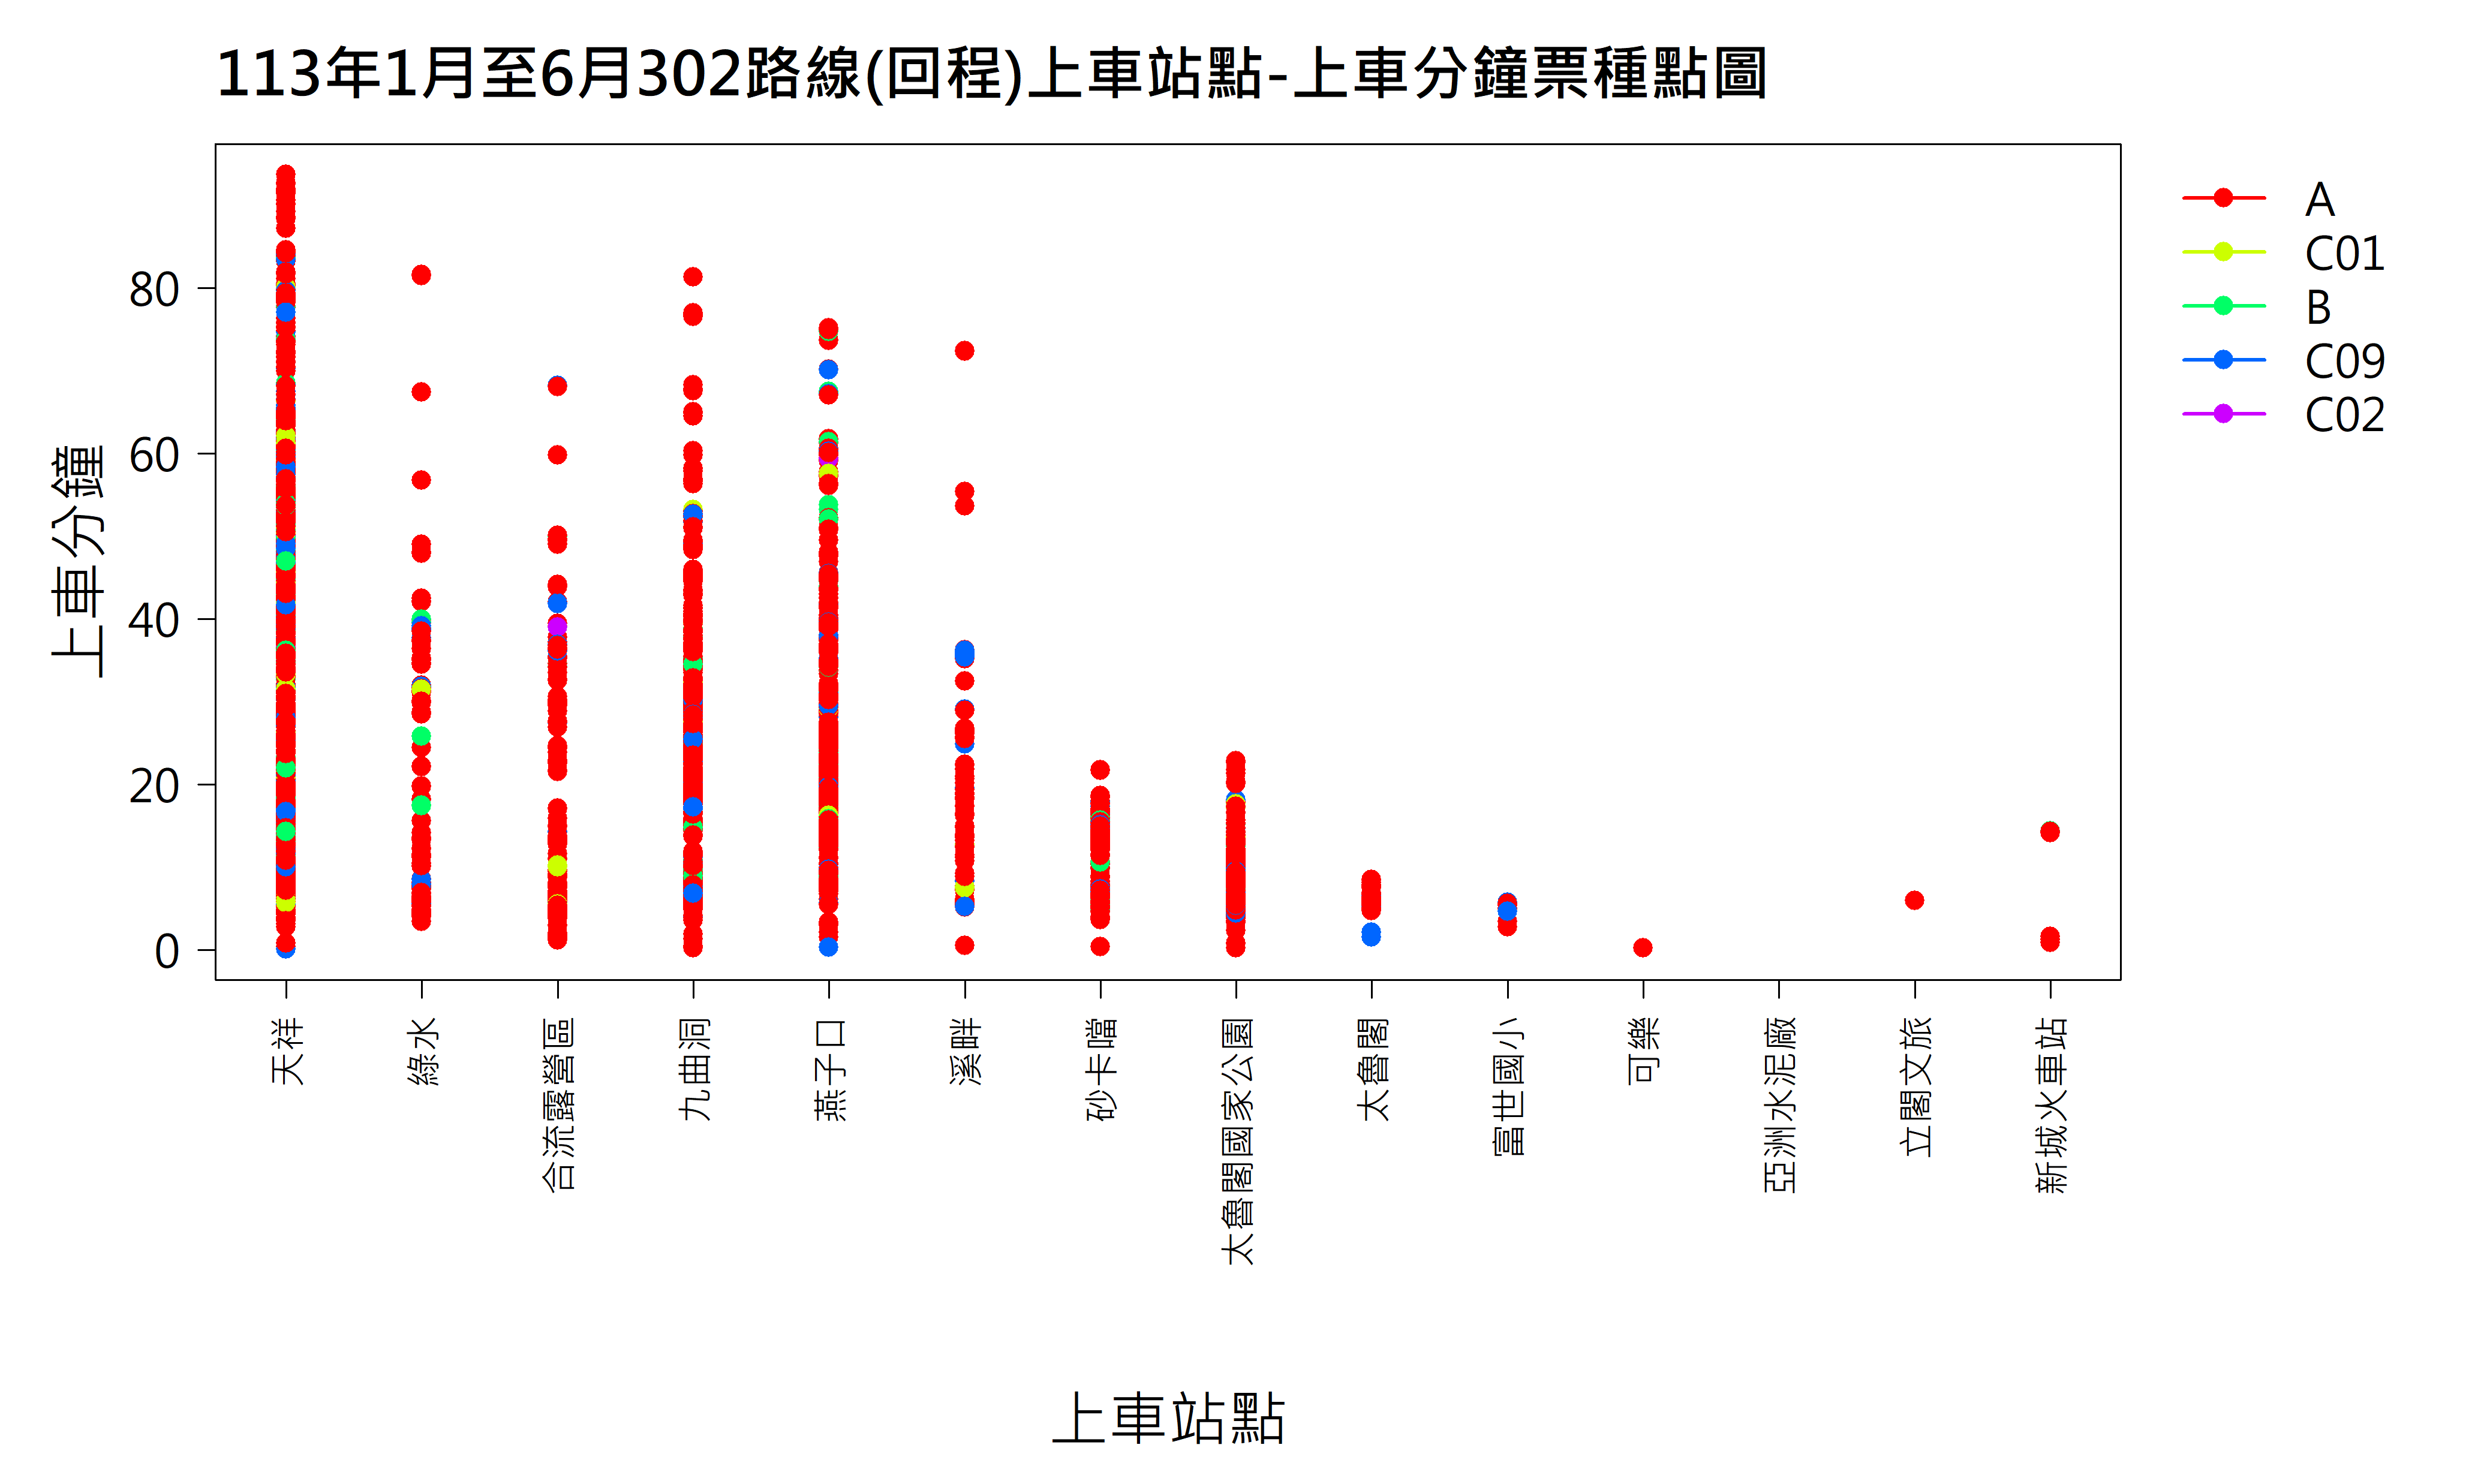 113年1月至6月302路線(回程)上車站點-上車分鐘票種點圖
上車分鐘
80
60
40
20
0
A
C01
B
C09
C02
天祥
綠水
合流露營區
九曲洞
燕子口
溪畔
砂卡噹
太魯閣國家公園
太魯閣
富世國小
可樂
亞洲水泥廠
立閣文旅
新城火車站
上車站點